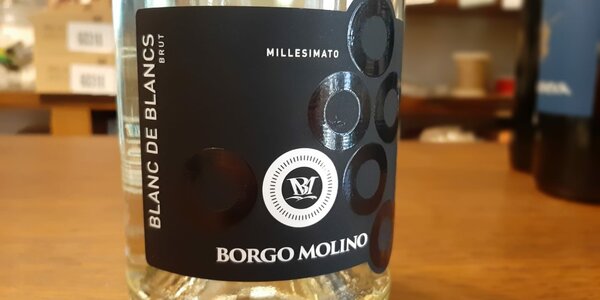 MILLESIMATO
BLANC DE BLANCS
BRUT
BM
BORGO MOLINO